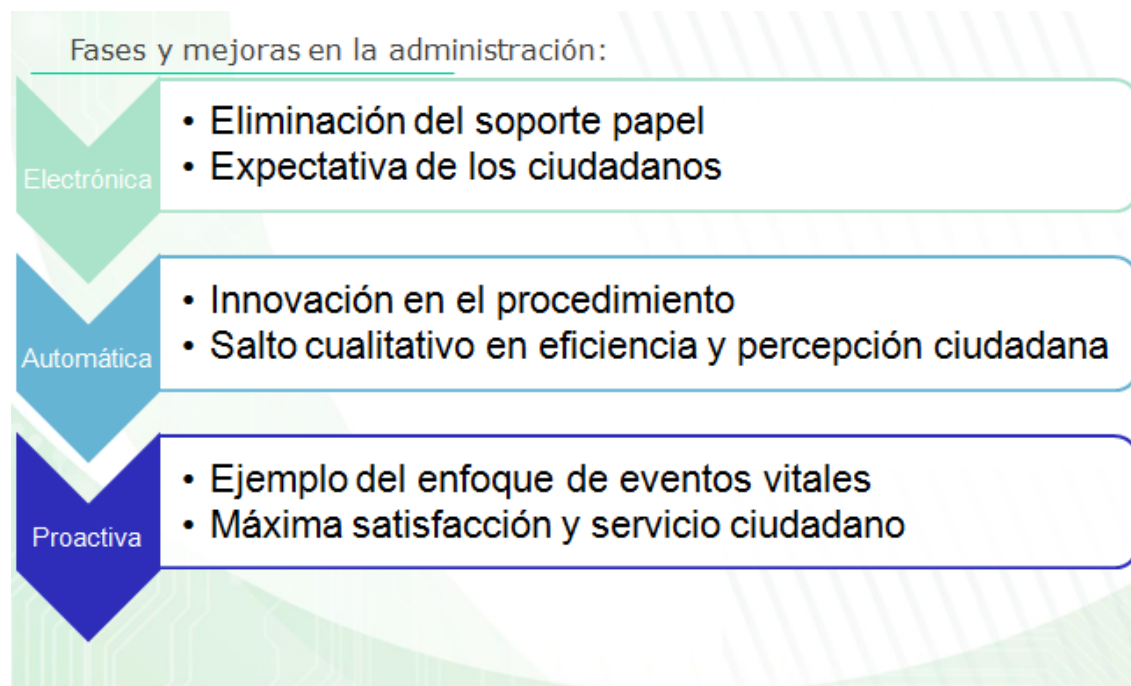 Fases y mejoras en la administración:
Electrónica
• Eliminación del soporte papel
• Expectativa de los ciudadanos
Automática
• Innovación en el procedimiento
• Salto cualitativo en eficiencia y percepción ciudadana
Proactiva
• Ejemplo del enfoque de eventos vitales
• Máxima satisfacción y servicio ciudadano